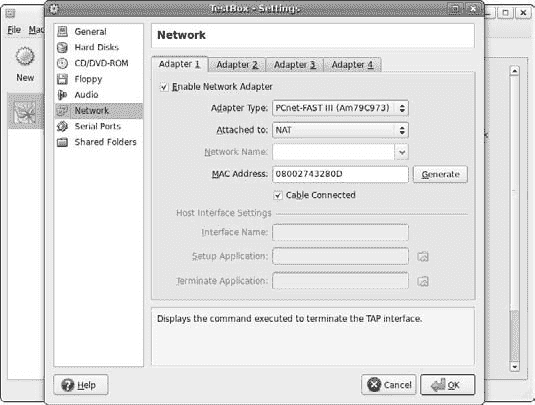 TestBox - Settings
File Mac
New
General
Hard Disks
CD/DVD-ROM
Floppy
Audio
Network
Serial Ports
Shared Folders
Network
Adapter 1 Adapter 2 Adapter 3 Adapter 4
Enable Network Adapter
Adapter Type: PCnet-FAST III (Am79C973)
Attached to: NAT
Network Name:
MAC Address: 08002743280D Generate
Cable Connected
Host Interface Settings
Interface Name:
Setup Application:
Terminate Application:
Displays the command executed to terminate the TAP interface.
Help Cancel OK